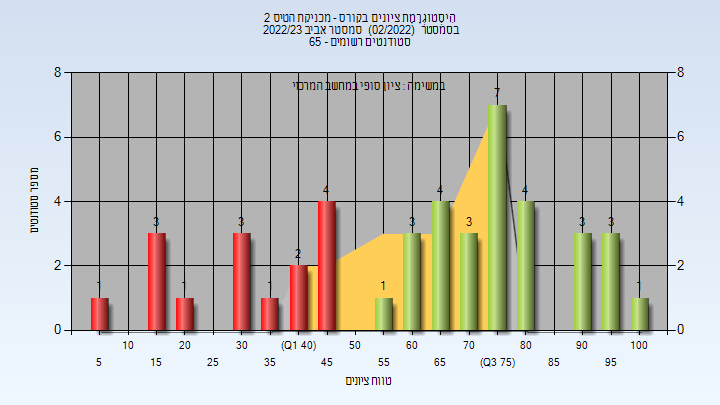 היסטוגרמת ציונים בקורס - מכניקת הטיס 2
בסמסטר (02/2022) סמסטר אביב 2022/23
סטודנטים רשומים - 65
במשימה : ציון סופי במחשב המרכזי
מספר סטודנטים
8 8
6 6
4 4
2 2
0 0
1 3 1 3 1 2 4 1 3 4 3 7 4 3 3 1
10 20 30 (Q1 40) 50 60 70 80 90 100
5 15 25 35 45 55 65 (Q3 75) 85 95
טווח ציונים